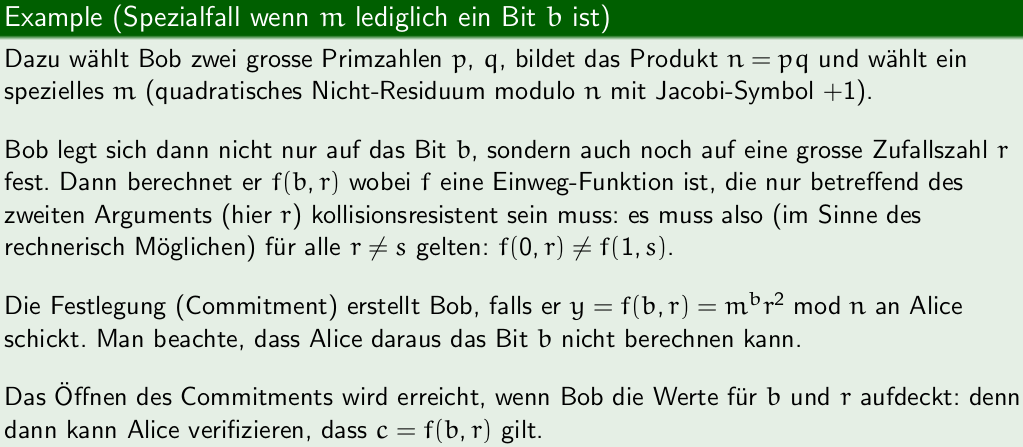 Example (Spezialfall wenn m lediglich ein Bit b ist)
Dazu wählt Bob zwei grosse Primzahlen p, q, bildet das Produkt n = pq und wählt ein
spezielles m (quadratisches Nicht-Residuum modulo n mit Jacobi-Symbol +1).
Bob legt sich dann nicht nur auf das Bit b, sondern auch noch auf eine grosse Zufallszahl r
fest. Dann berechnet er f(b, r) wobei f eine Einweg-Funktion ist, die nur betreffend des
zweiten Arguments (hier r) kollisionsresistent sein muss: es muss also (im Sinne des
rechnerisch Möglichen) für alle r ≠ s gelten: f(0, r) ≠ f(1, s).
Die Festlegung (Commitment) erstellt Bob, falls er y = f(b, r) = mᵇr² mod n an Alice
schickt. Man beachte, dass Alice daraus das Bit b nicht berechnen kann.
Das Öffnen des Commitments wird erreicht, wenn Bob die Werte für b und r aufdeckt: denn
dann kann Alice verifizieren, dass c = f(b, r) gilt.